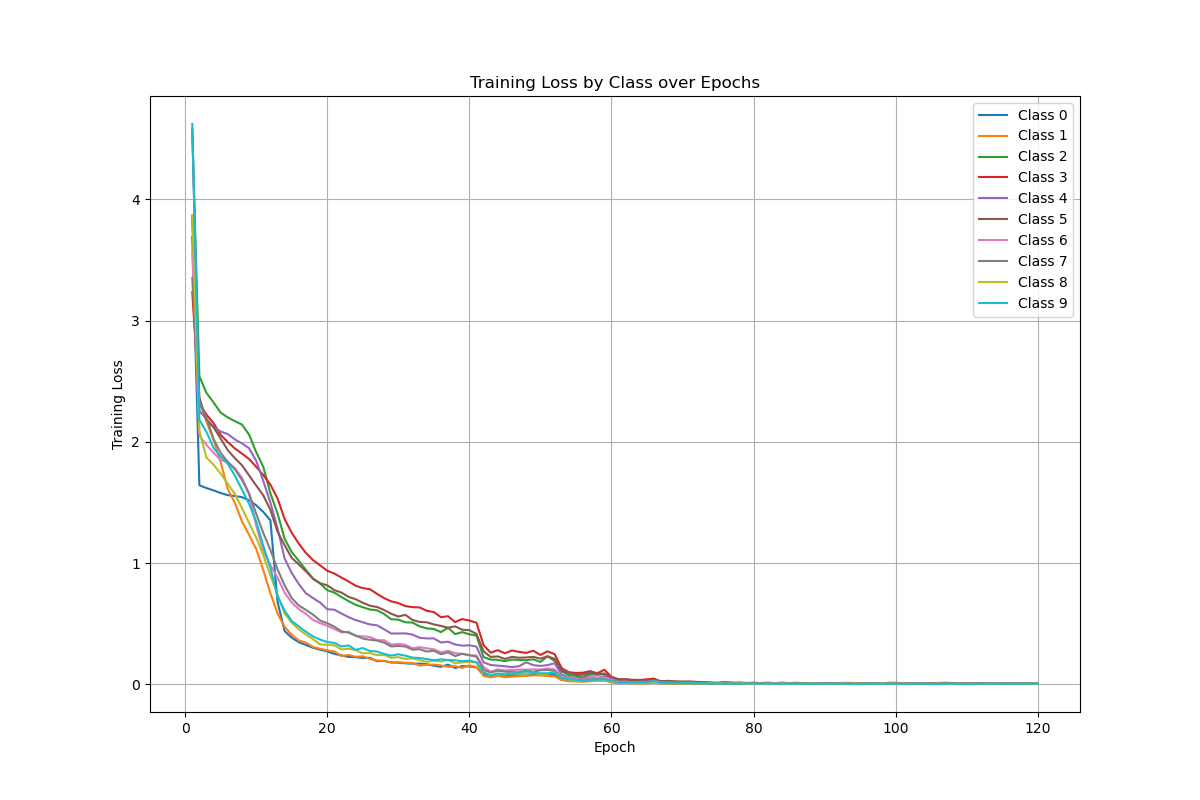 Training Loss by Class over Epochs
Training Loss
4
3
2
1
0
0 20 40 60 80 100 120
Epoch
Class 0
Class 1
Class 2
Class 3
Class 4
Class 5
Class 6
Class 7
Class 8
Class 9